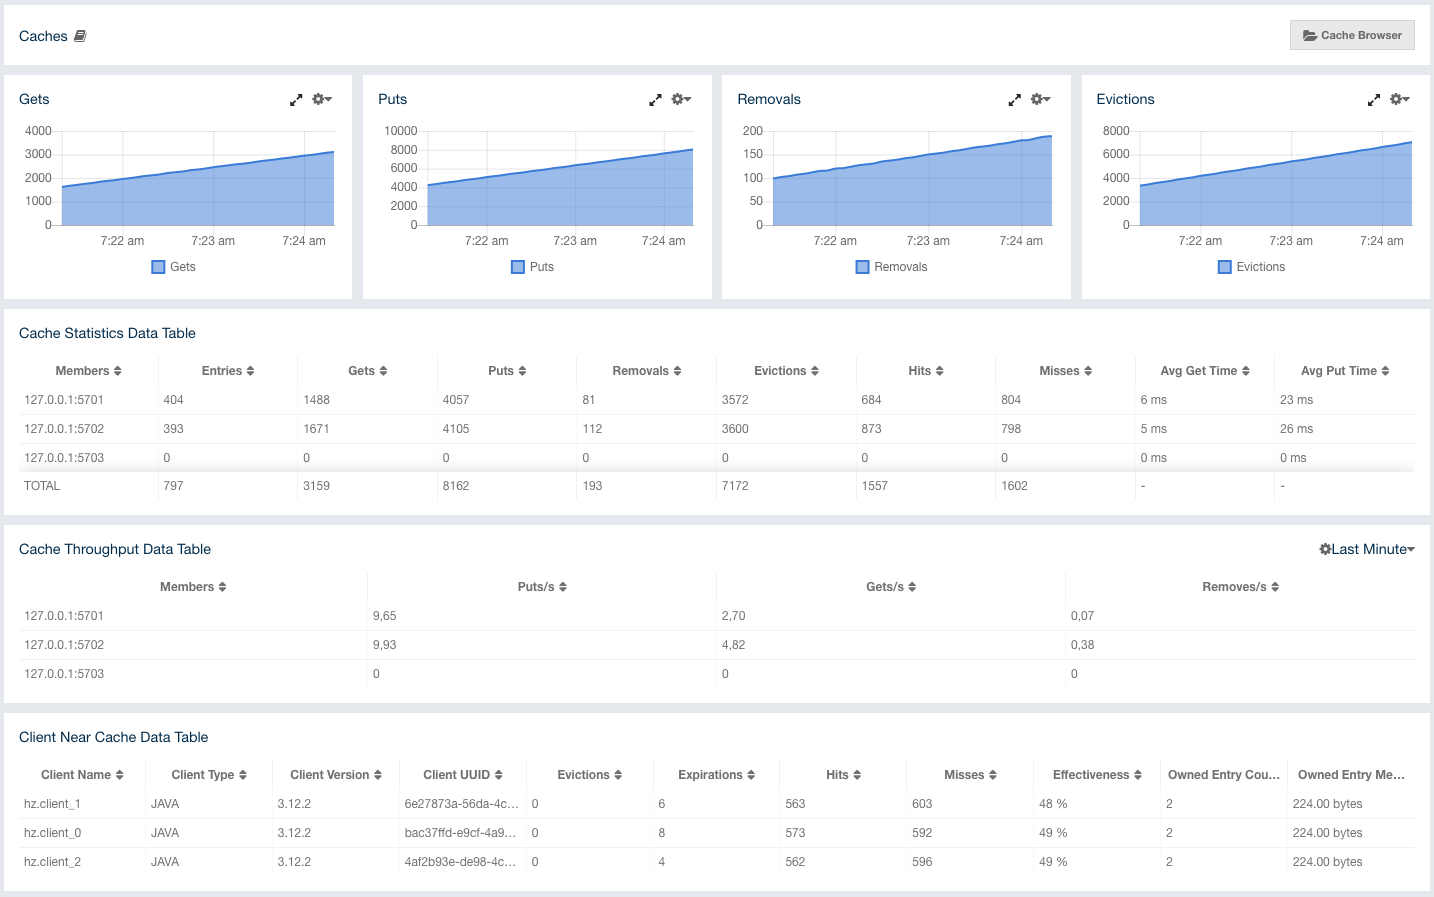 Caches
Cache Browser
Gets
4000
3000
2000
1000
0
7:22 am 7:23 am 7:24 am
Gets
Puts
10000
8000
6000
4000
2000
0
7:22 am 7:23 am 7:24 am
Puts
Removals
200
150
100
50
0
7:22 am 7:23 am 7:24 am
Removals
Evictions
8000
6000
4000
2000
0
7:22 am 7:23 am 7:24 am
Evictions
Cache Statistics Data Table
Members Entries Gets Puts Removals Evictions Hits Misses Avg Get Time Avg Put Time
127.0.0.1:5701 404 1488 4057 81 3572 684 804 6 ms 23 ms
127.0.0.1:5702 393 1671 4105 112 3600 873 798 5 ms 26 ms
127.0.0.1:5703 0 0 0 0 0 0 0 0 ms 0 ms
TOTAL 797 3159 8162 193 7172 1557 1602 - -
Cache Throughput Data Table
Last Minute
Members Puts/s Gets/s Removes/s
127.0.0.1:5701 9,65 2,70 0,07
127.0.0.1:5702 9,93 4,82 0,38
127.0.0.1:5703 0 0 0
Client Near Cache Data Table
Client Name Client Type Client Version Client UUID Evictions Expirations Hits Misses Effectiveness Owned Entry Cou... Owned Entry Me...
hz.client_1 JAVA 3.12.2 6e27873a-56da-4c... 0 6 563 603 48 % 2 224.00 bytes
hz.client_0 JAVA 3.12.2 bac37ffd-e9cf-4a9... 0 8 573 592 49 % 2 224.00 bytes
hz.client_2 JAVA 3.12.2 4af2b93e-de98-4c... 0 4 562 596 49 % 2 224.00 bytes